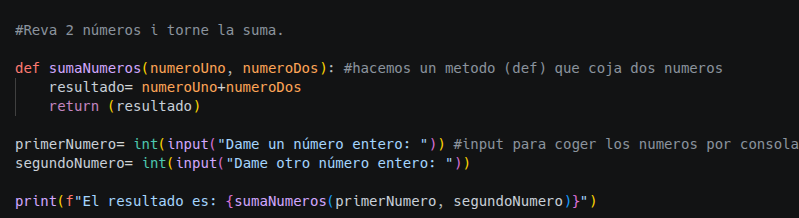 #Reva 2 números i torne la suma.
def sumaNumeros(numeroUno, numeroDos): #hacemos un metodo (def) que coja dos numeros
resultado= numeroUno+numeroDos
return (resultado)
primerNumero= int(input("Dame un número entero: ")) #input para coger los numeros por consola
segundoNumero= int(input("Dame otro número entero: "))
print(f"El resultado es: {sumaNumeros(primerNumero, segundoNumero)}")